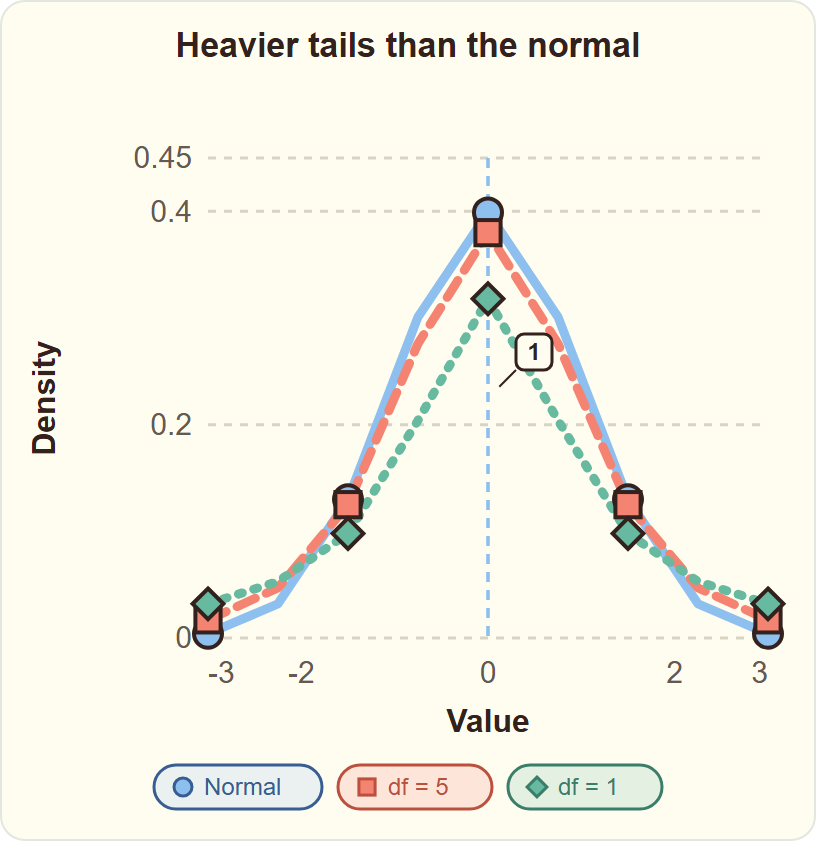 Heavier tails than the normal
0.45
0.4
1
0.2
0
Density
-3 -2 0 2 3
Value
Normal df = 5 df = 1